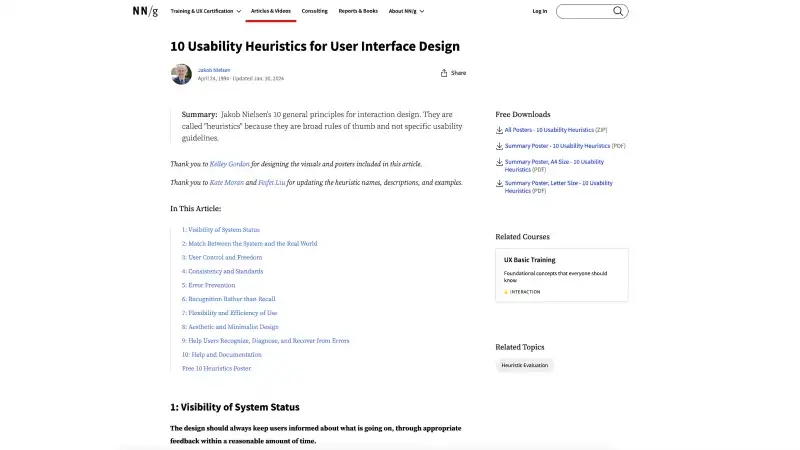 NN/g
Training & UX Certification
Articles & Videos
Consulting
Reports & Books
About NN/g
Log in
10 Usability Heuristics for User Interface Design
Jakob Nielsen
April 24, 1994 · Updated Jan. 30, 2024
Share
Summary: Jakob Nielsen's 10 general principles for interaction design. They are
called "heuristics" because they are broad rules of thumb and not specific usability
guidelines.
Thank you to Kelley Gordon for designing the visuals and posters included in this article.
Thank you to Kate Moran and Feifei Liu for updating the heuristic names, descriptions, and examples.
In This Article:
1: Visibility of System Status
2: Match Between the System and the Real World
3: User Control and Freedom
4: Consistency and Standards
5: Error Prevention
6: Recognition Rather than Recall
7: Flexibility and Efficiency of Use
8: Aesthetic and Minimalist Design
9: Help Users Recognize, Diagnose, and Recover from Errors
10: Help and Documentation
Free 10 Heuristics Poster
1: Visibility of System Status
The design should always keep users informed about what is going on, through appropriate
feedback within a reasonable amount of time.
Free Downloads
All Posters - 10 Usability Heuristics (ZIP)
Summary Poster - 10 Usability Heuristics (PDF)
Summary Poster, A4 Size - 10 Usability
Heuristics (PDF)
Summary Poster, Letter Size - 10 Usability
Heuristics (PDF)
Related Courses
UX Basic Training
Foundational concepts that everyone should
know
INTERACTION
Related Topics
Heuristic Evaluation